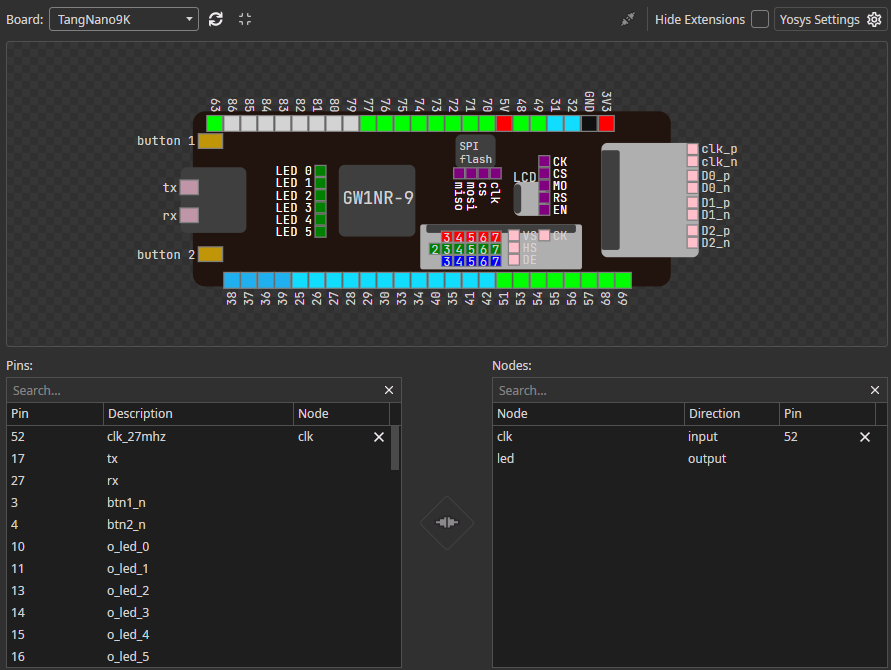 Board: TangNano9K Hide Extensions Yosys Settings
63 86 85 84 83 82 81 80 79 77 76 75 74 73 72 71 70 5V 48 49 31 32 GND 3V3
button 1
SPI
flash
clk_p
clk_n
D0_p
D0_n
D1_p
D1_n
D2_p
D2_n
CK
CS
MO
RS
EN
LCD
LED 0
LED 1
LED 2
LED 3
LED 4
LED 5
tx
rx
GW1NR-9
miso mosi cs clk
3 4 5 6 7 VS CK
2 3 4 5 6 7 HS
3 4 5 6 7 DE
button 2
38 37 36 39 25 26 27 28 29 30 33 34 40 35 41 42 51 53 54 55 56 57 68 69
Pins:
Search...
Pin Description Node
52 clk_27mhz clk
17 tx
27 rx
3 btn1_n
4 btn2_n
10 o_led_0
11 o_led_1
13 o_led_2
14 o_led_3
15 o_led_4
16 o_led_5
Nodes:
Search...
Node Direction Pin
clk input 52
led output